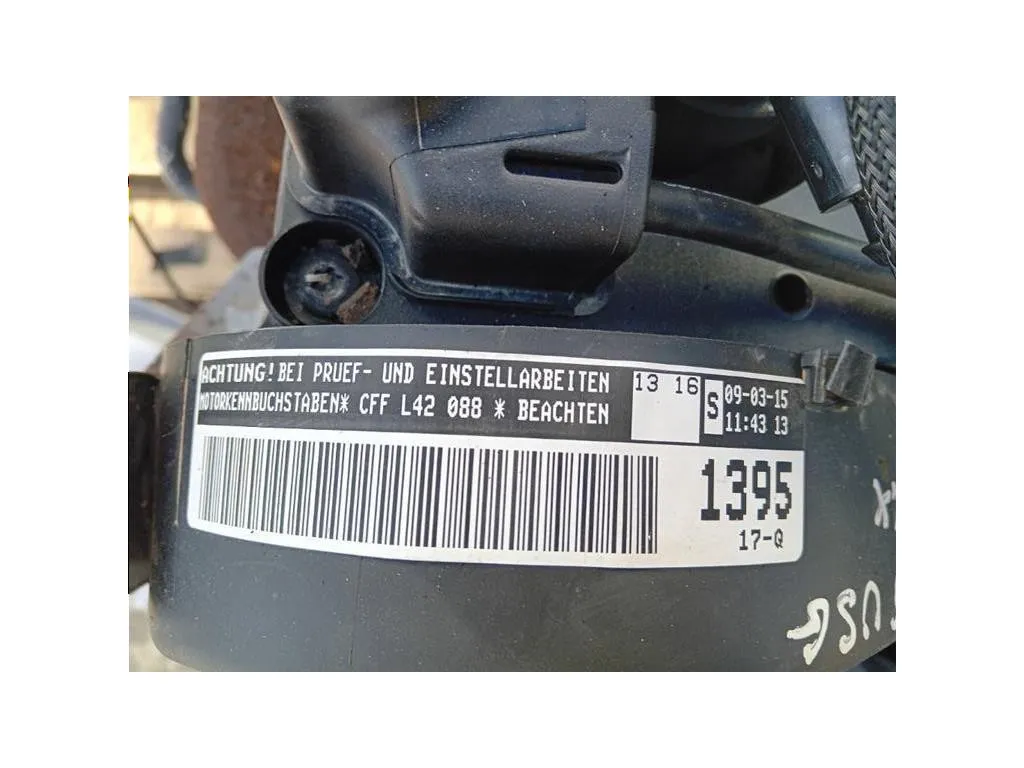 ACHTUNG! BEI PRUEF- UND EINSTELLARBEITEN
MOTORKENNBUCHSTABEN* CFF L42 088 * BEACHTEN
13 16
S
09-03-15
11:43 13
1395
17-Q